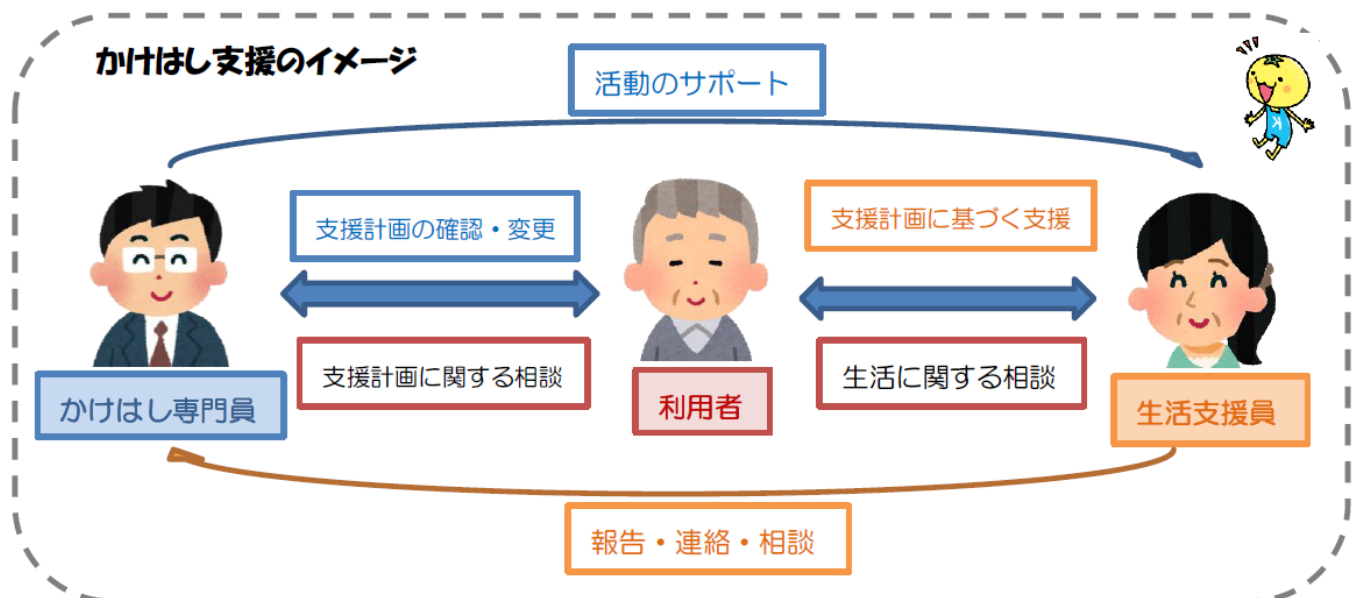 かけはし支援のイメージ
活動のサポート
支援計画の確認・変更
支援計画に基づく支援
支援計画に関する相談
生活に関する相談
かけはし専門員
利用者
生活支援員
報告・連絡・相談